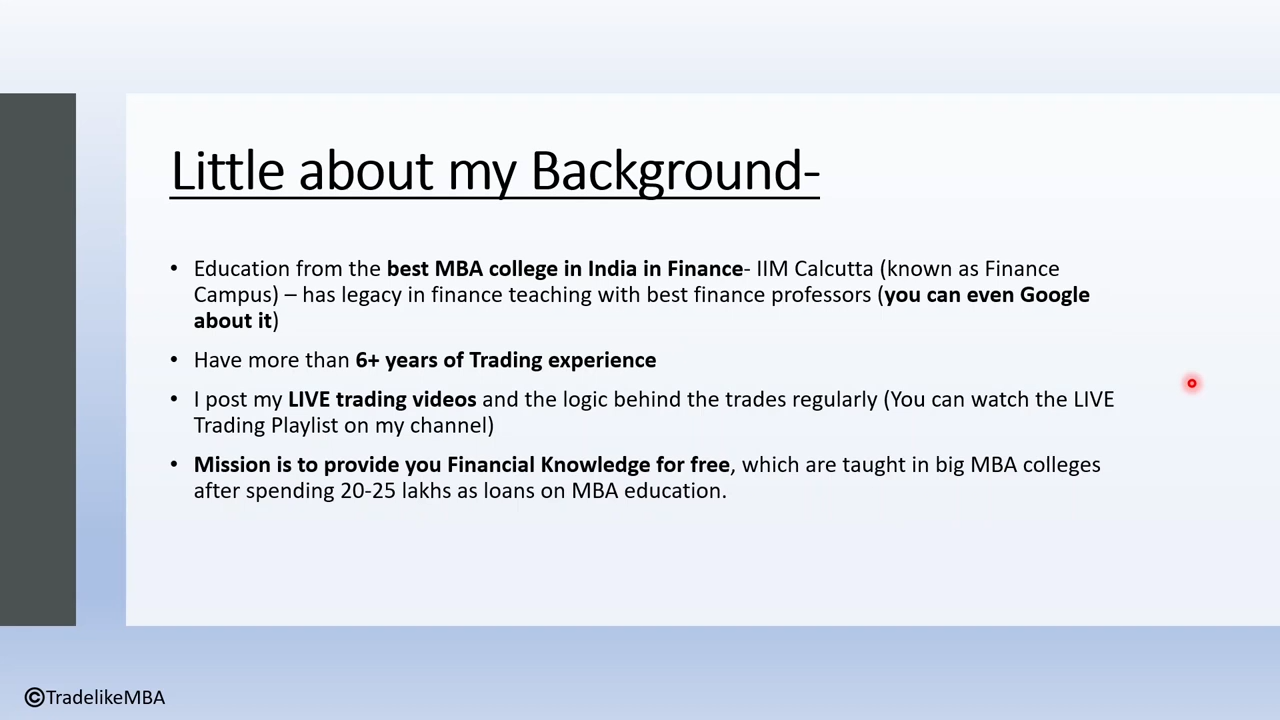 Little about my Background-
• Education from the best MBA college in India in Finance- IIM Calcutta (known as Finance
Campus) – has legacy in finance teaching with best finance professors (you can even Google
about it)
• Have more than 6+ years of Trading experience
• I post my LIVE trading videos and the logic behind the trades regularly (You can watch the LIVE
Trading Playlist on my channel)
• Mission is to provide you Financial Knowledge for free, which are taught in big MBA colleges
after spending 20-25 lakhs as loans on MBA education.
©TradelikeMBA